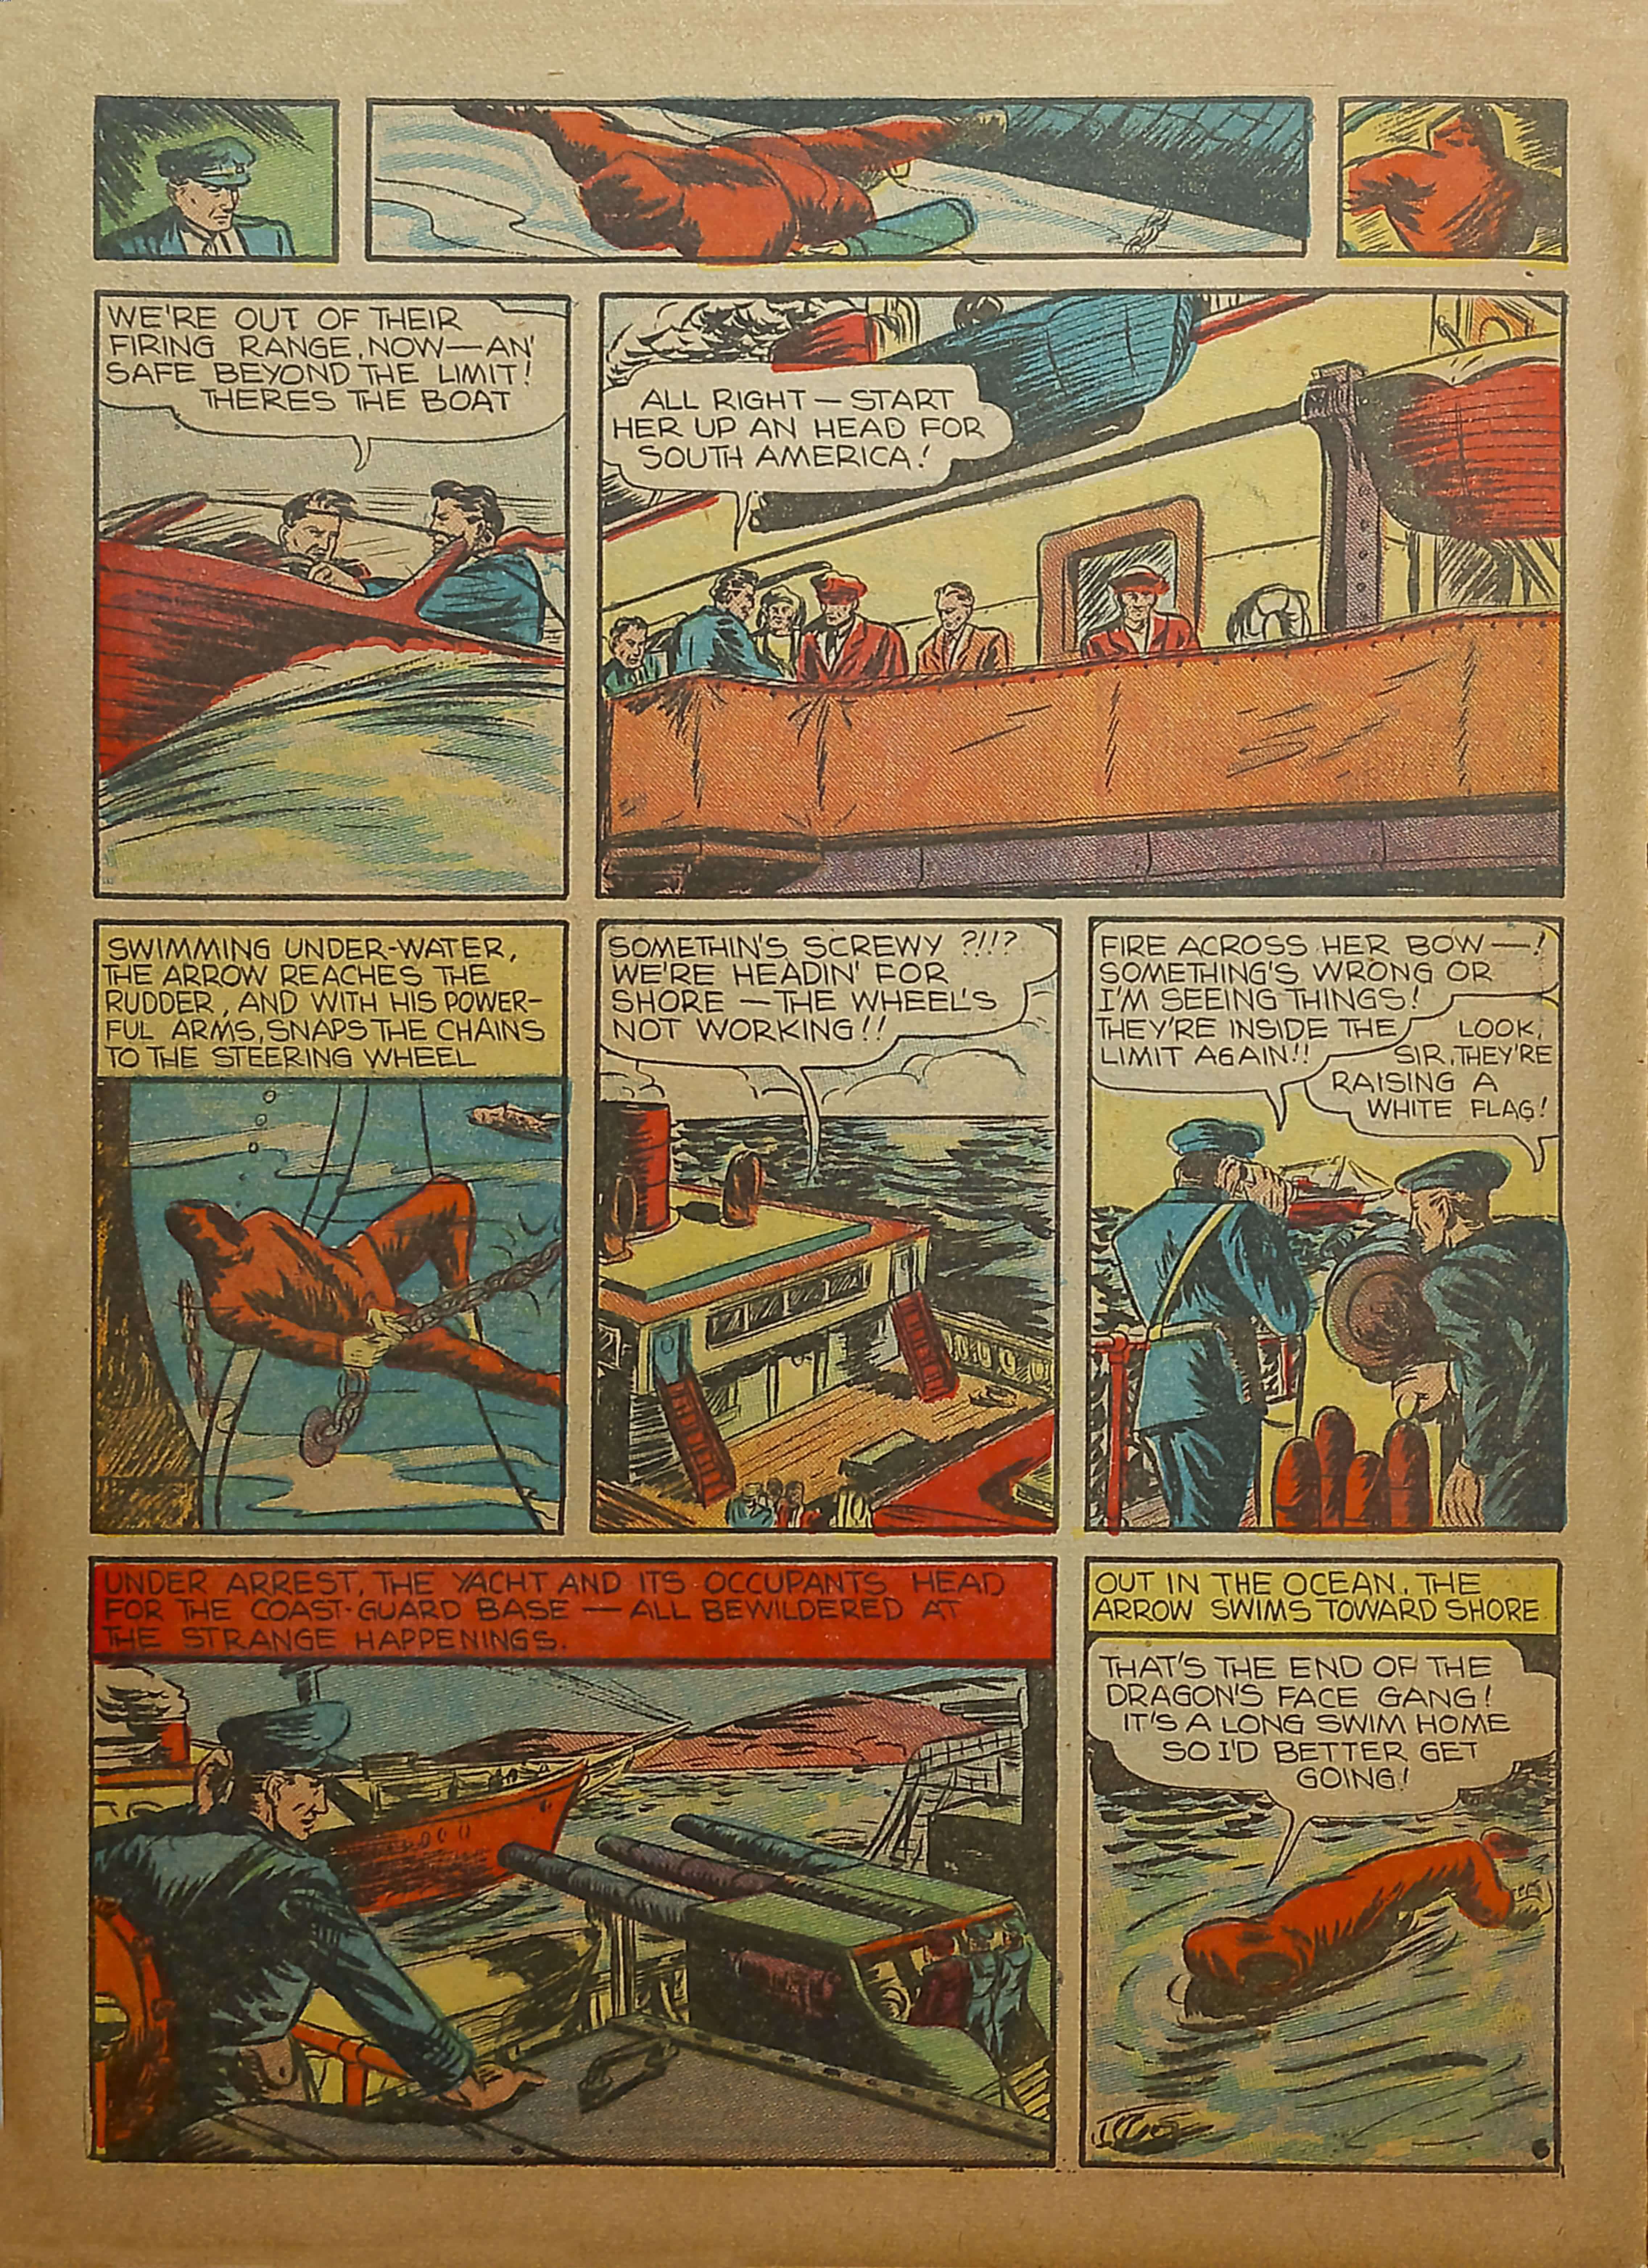 WE'RE OUT OF THEIR
FIRING RANGE, NOW — AN'
SAFE BEYOND THE LIMIT!
THERES THE BOAT
ALL RIGHT — START
HER UP AN HEAD FOR
SOUTH AMERICA!
SWIMMING UNDER-WATER,
THE ARROW REACHES THE
RUDDER, AND WITH HIS POWER-
FUL ARMS, SNAPS THE CHAINS
TO THE STEERING WHEEL
SOMETHIN'S SCREWY ?!!?
WE'RE HEADIN' FOR
SHORE — THE WHEEL'S
NOT WORKING!!
FIRE ACROSS HER BOW —!
SOMETHING'S WRONG OR
I'M SEEING THINGS!
THEY'RE INSIDE THE
LIMIT AGAIN!!
LOOK,
SIR, THEY'RE
RAISING A
WHITE FLAG!
UNDER ARREST, THE YACHT AND ITS OCCUPANTS HEAD
FOR THE COAST-GUARD BASE — ALL BEWILDERED AT
THE STRANGE HAPPENINGS.
OUT IN THE OCEAN, THE
ARROW SWIMS TOWARD SHORE.
THAT'S THE END OF THE
DRAGON'S FACE GANG!
IT'S A LONG SWIM HOME
SO I'D BETTER GET
GOING!
6